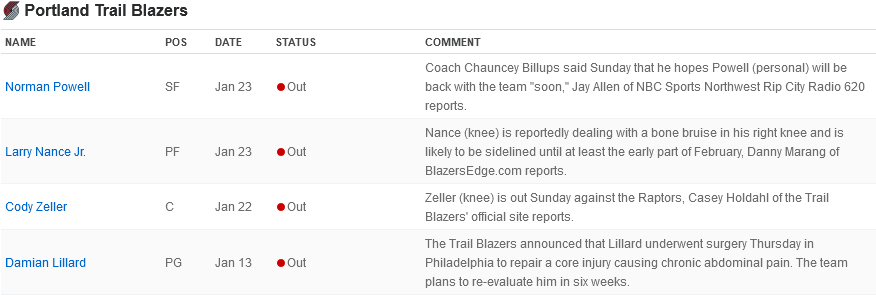 Portland Trail Blazers
NAME POS DATE STATUS COMMENT
Norman Powell SF Jan 23 Out Coach Chauncey Billups said Sunday that he hopes Powell (personal) will be
back with the team "soon," Jay Allen of NBC Sports Northwest Rip City Radio 620
reports.
Larry Nance Jr. PF Jan 23 Out Nance (knee) is reportedly dealing with a bone bruise in his right knee and is
likely to be sidelined until at least the early part of February, Danny Marang of
BlazersEdge.com reports.
Cody Zeller C Jan 22 Out Zeller (knee) is out Sunday against the Raptors, Casey Holdahl of the Trail
Blazers' official site reports.
Damian Lillard PG Jan 13 Out The Trail Blazers announced that Lillard underwent surgery Thursday in
Philadelphia to repair a core injury causing chronic abdominal pain. The team
plans to re-evaluate him in six weeks.